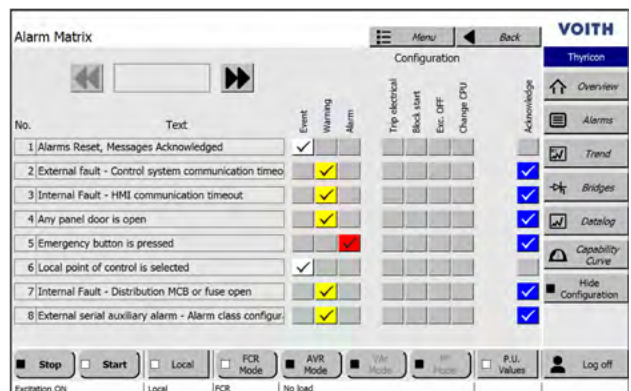 Alarm Matrix
Menu
Back
VOITH
Configuration
Thyricon
No.
Text
Event
Warning
Alarm
Trip electrical
Block start
Exc. OFF
Change CPU
Acknowledge
Overview
1 Alarms Reset, Messages Acknowledged
Alarms
2 External fault - Control system communication timeo
Trend
3 Internal Fault - HMI communication timeout
Bridges
4 Any panel door is open
Datalog
5 Emergency button is pressed
Capability
Curve
6 Local point of control is selected
Hide
Configuration
7 Internal Fault - Distribution MCB or fuse open
8 External serial auxiliary alarm - Alarm class configur
Stop
Start
Local
FCR
Mode
AVR
Mode
VAr
Mode
Mode
P.U.
Values
Log off
Excitation ON
Local
FCR
No load